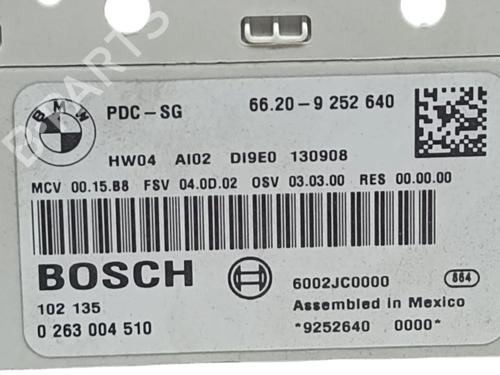 BMW PDC-SG 66.20-9 252 640
HW04 AI02 DI9E0 130908
MCV 00.15.B8 FSV 04.0D.02 OSV 03.03.00 RES 00.00.00
BOSCH 6002JC0000 864
102 135 Assembled in Mexico
0 263 004 510 *9252640 0000*